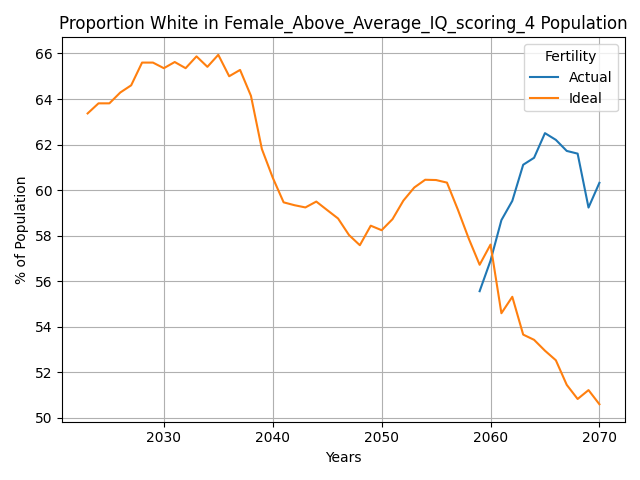 Proportion White in Female_Above_Average_IQ_scoring_4 Population
Fertility
Actual
Ideal
% of Population
66
64
62
60
58
56
54
52
50
2030
2040
2050
2060
2070
Years